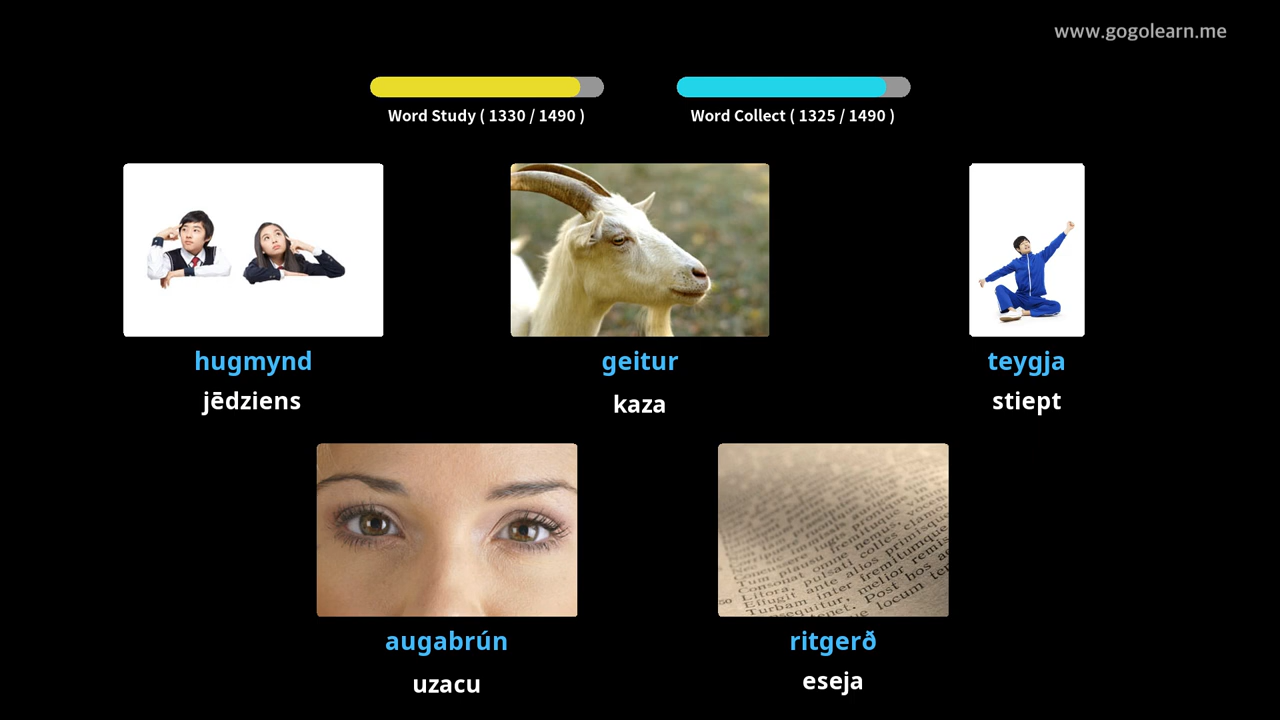 www.gogolearn.me
Word Study ( 1330 / 1490 )
Word Collect ( 1325 / 1490 )
hugmynd
jēdziens
geitur
kaza
teygja
stiept
augabrún
uzacu
ritgerð
eseja